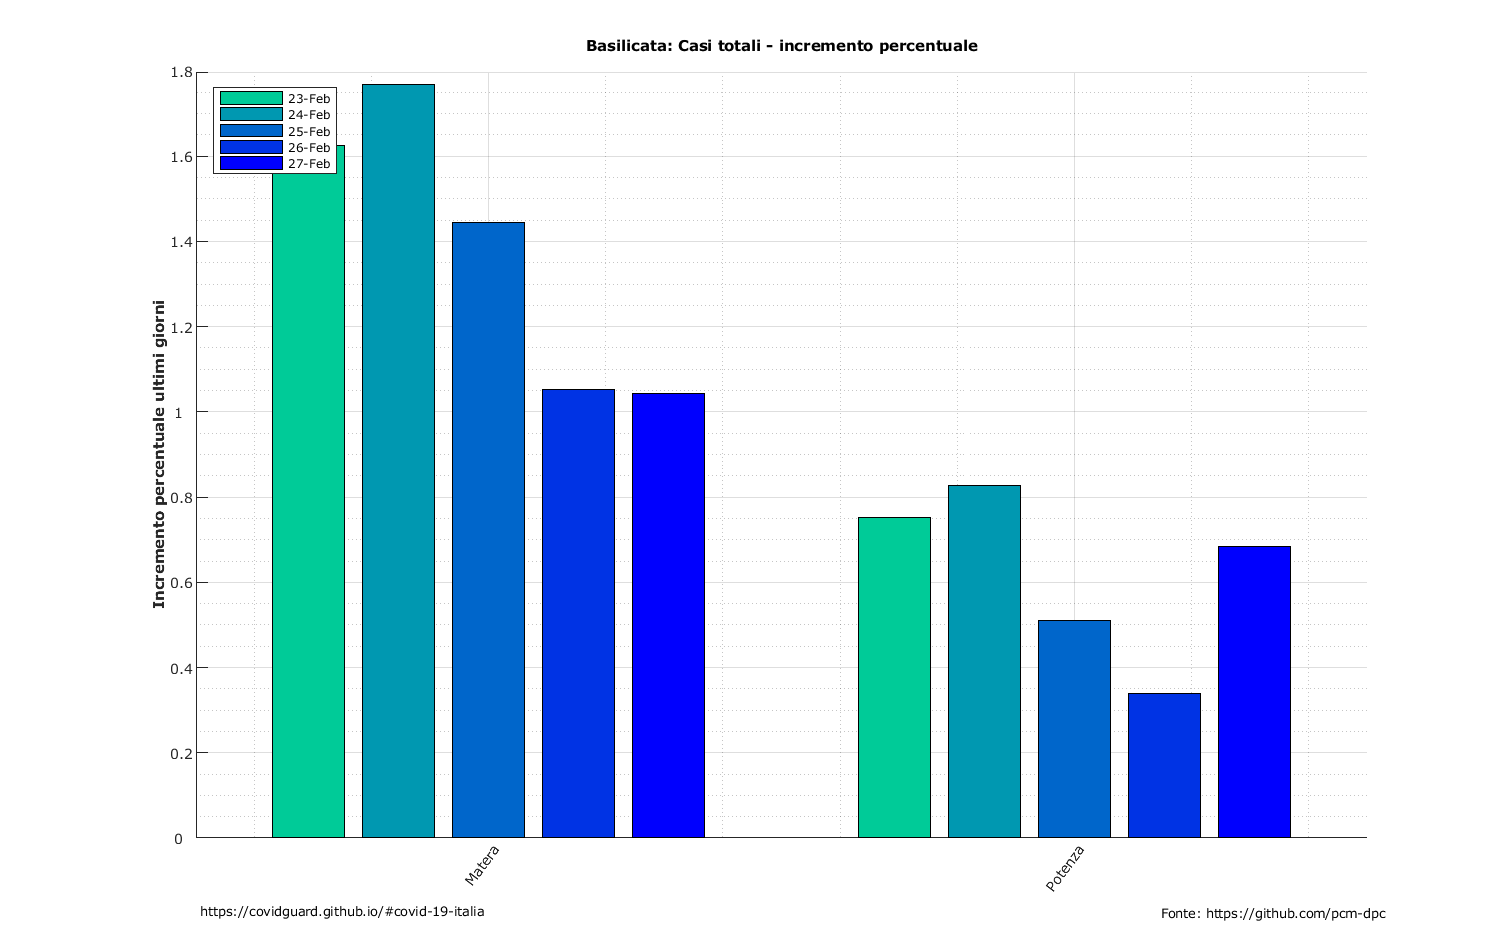 Basilicata: Casi totali - incremento percentuale
Incremento percentuale ultimi giorni
1.8
1.6
1.4
1.2
1
0.8
0.6
0.4
0.2
0
23-Feb
24-Feb
25-Feb
26-Feb
27-Feb
Matera
Potenza
https://covidguard.github.io/#covid-19-italia
Fonte: https://github.com/pcm-dpc